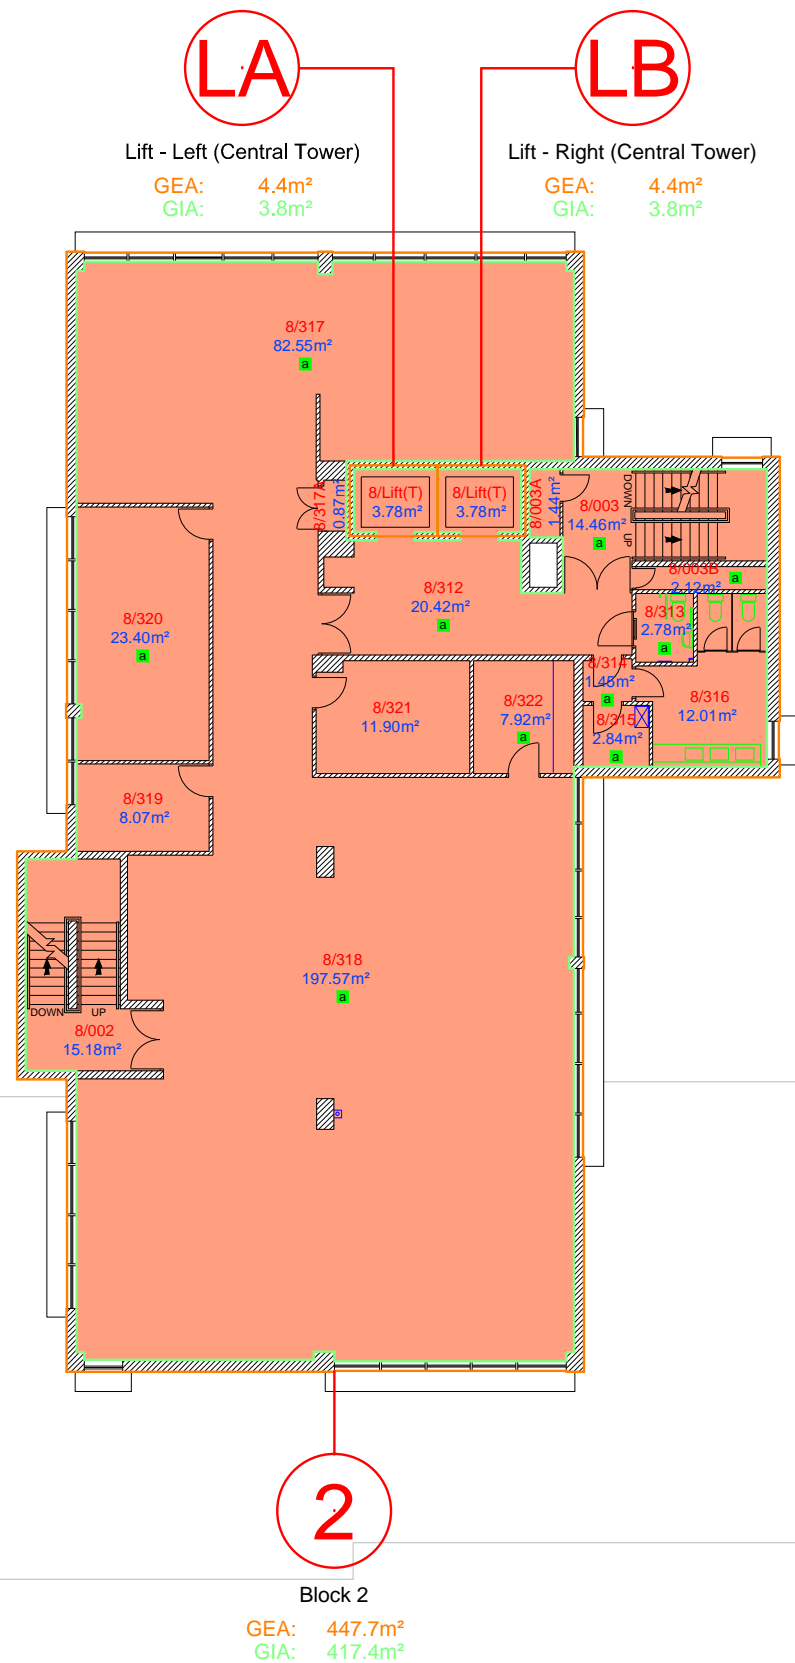 LA
LB
Lift - Left (Central Tower)
GEA: 4.4m²
GIA: 3.8m²
Lift - Right (Central Tower)
GEA: 4.4m²
GIA: 3.8m²
8/317
82.55m²
a
8/317A
0.87m²
8/Lift(T)
3.78m²
8/Lift(T)
3.78m²
8/003A
1.44m²
8/003
14.46m²
a
DOWN
UP
8/003B
2.12m²
a
8/312
20.42m²
a
8/313
2.78m²
a
8/320
23.40m²
a
8/314
1.45m²
a
8/321
11.90m²
8/322
7.92m²
a
8/315
2.84m²
a
8/316
12.01m²
8/319
8.07m²
8/318
197.57m²
a
DOWN
UP
8/002
15.18m²
2
Block 2
GEA: 447.7m²
GIA: 417.4m²